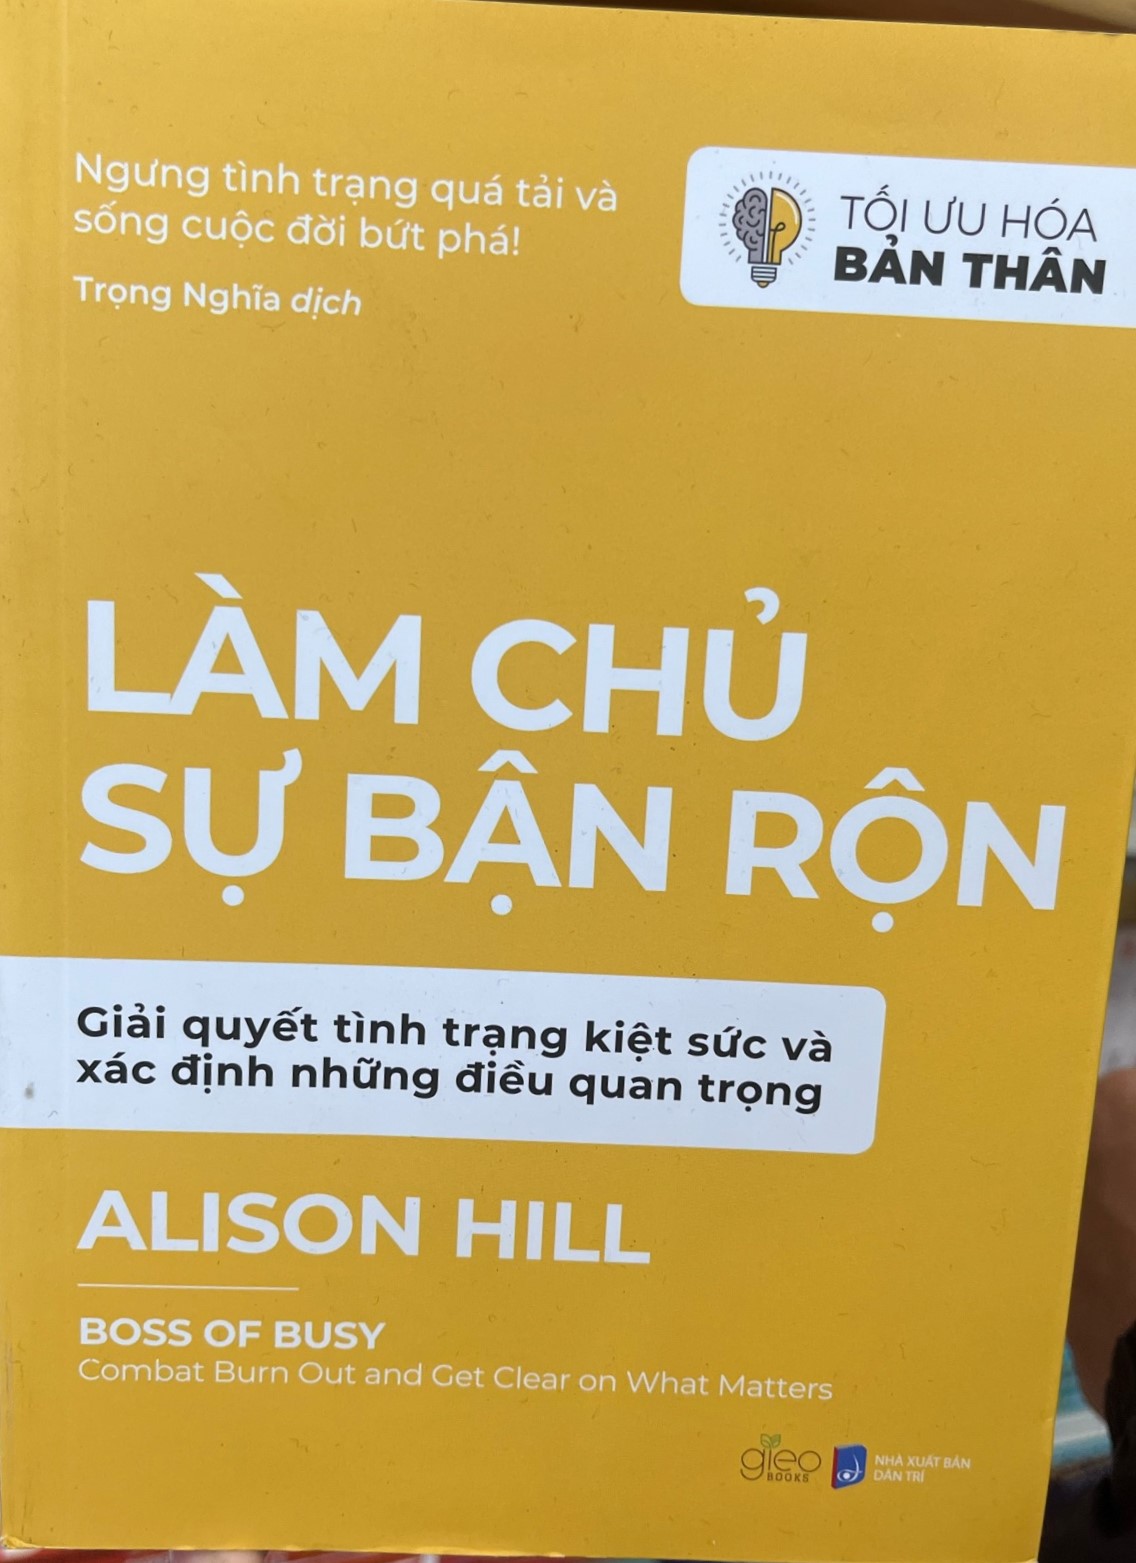 Ngưng tình trạng quá tải và
sống cuộc đời bứt phá!
Trọng Nghĩa dịch
TỐI ƯU HÓA
BẢN THÂN
LÀM CHỦ
SỰ BẬN RỘN
Giải quyết tình trạng kiệt sức và
xác định những điều quan trọng
ALISON HILL
BOSS OF BUSY
Combat Burn Out and Get Clear on What Matters
gieo
BOOKS
NHÀ XUẤT BẢN
DÂN TRÍ